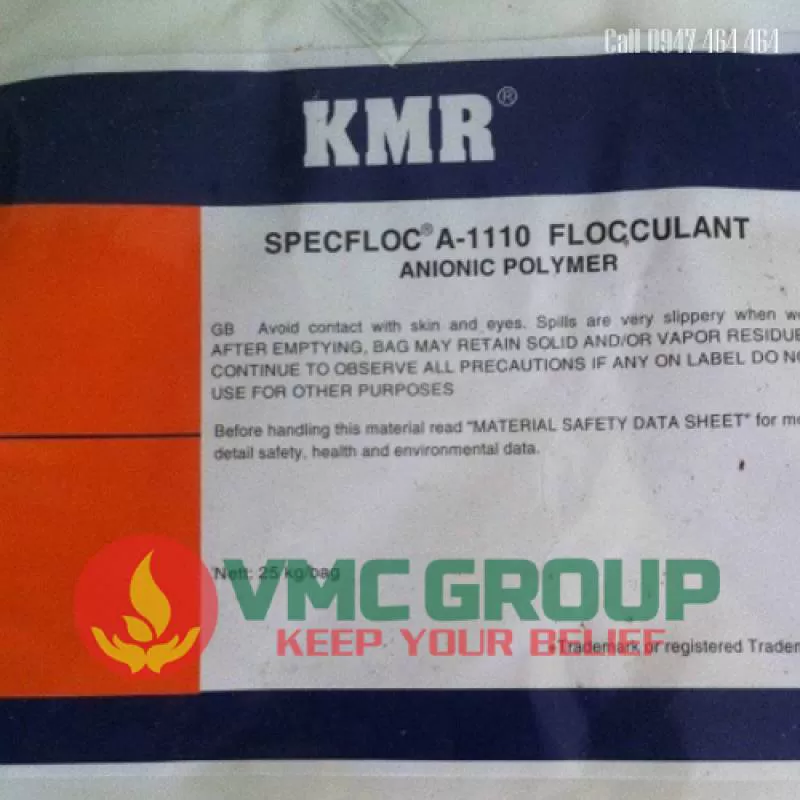 Call 0947 464 464
KMR®
SPECFLOC® A-1110 FLOCCULANT
ANIONIC POLYMER
GB Avoid contact with skin and eyes. Spills are very slippery when
AFTER EMPTYING, BAG MAY RETAIN SOLID AND/OR VAPOR RESIDUE
CONTINUE TO OBSERVE ALL PRECAUTIONS IF ANY ON LABEL DO
USE FOR OTHER PURPOSES
Before handling this material read "MATERIAL SAFETY DATA SHEET" for
detail safety, health and environmental data.
Nett: 25 kg/bag
VMC GROUP
KEEP YOUR BELIEF
Trademark or registered